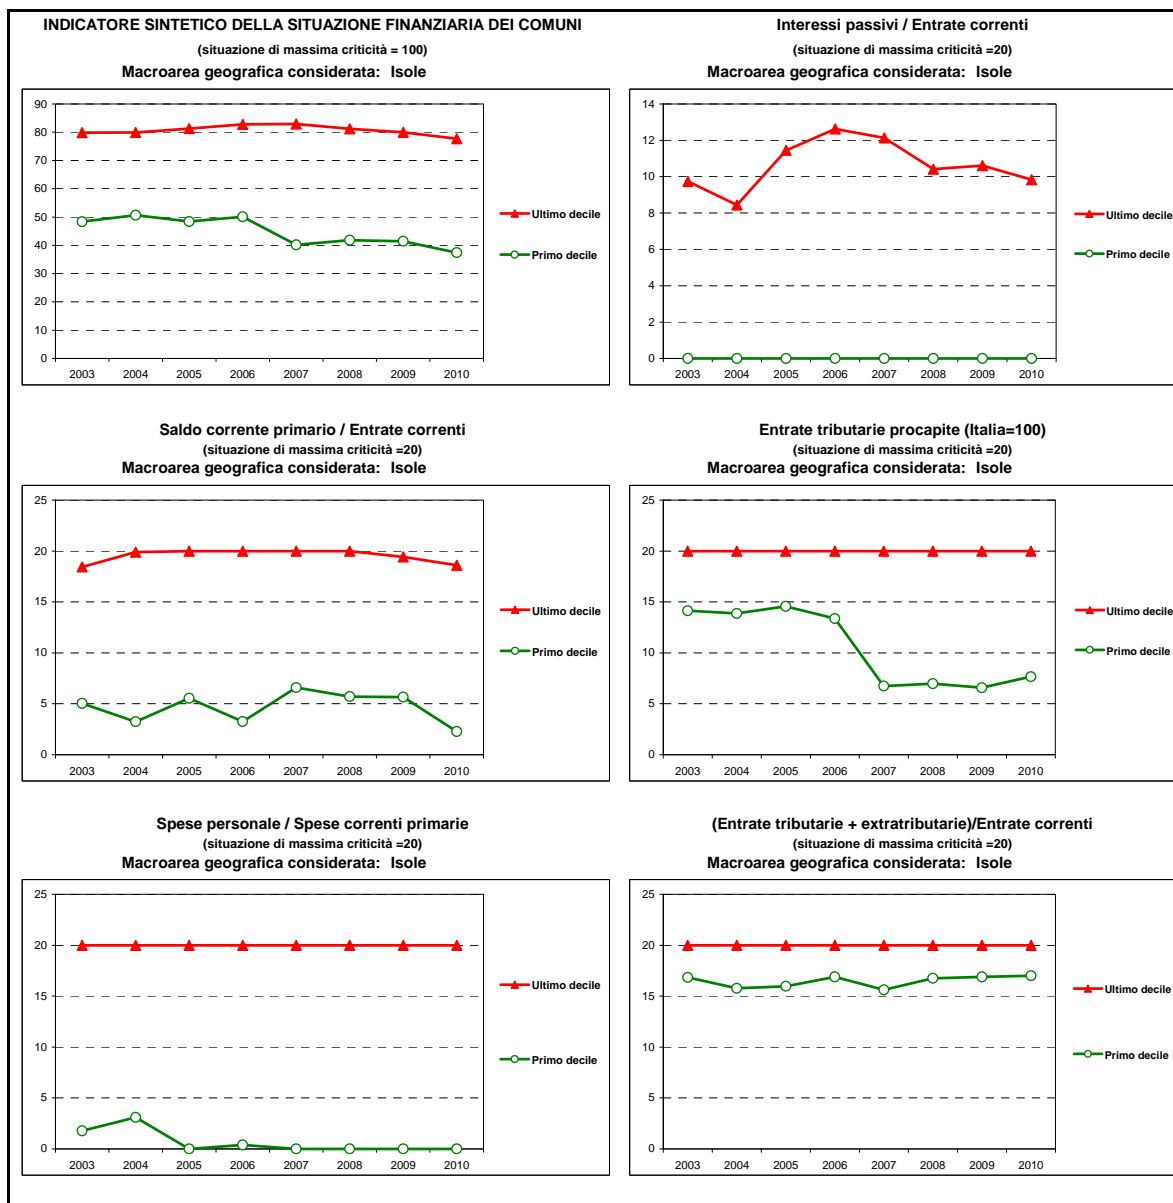 INDICATORE SINTETICO DELLA SITUAZIONE FINANZIARIA DEI COMUNI
(situazione di massima criticità = 100)
Macroarea geografica considerata: Isole
90
80
70
60
50
40
30
20
10
0
2003 2004 2005 2006 2007 2008 2009 2010
Ultimo decile
Primo decile
Interessi passivi / Entrate correnti
(situazione di massima criticità =20)
Macroarea geografica considerata: Isole
14
12
10
8
6
4
2
0
2003 2004 2005 2006 2007 2008 2009 2010
Ultimo decile
Primo decile
Saldo corrente primario / Entrate correnti
(situazione di massima criticità =20)
Macroarea geografica considerata: Isole
25
20
15
10
5
0
2003 2004 2005 2006 2007 2008 2009 2010
Ultimo decile
Primo decile
Entrate tributarie procapite (Italia=100)
(situazione di massima criticità =20)
Macroarea geografica considerata: Isole
25
20
15
10
5
0
2003 2004 2005 2006 2007 2008 2009 2010
Ultimo decile
Primo decile
Spese personale / Spese correnti primarie
(situazione di massima criticità =20)
Macroarea geografica considerata: Isole
25
20
15
10
5
0
2003 2004 2005 2006 2007 2008 2009 2010
Ultimo decile
Primo decile
(Entrate tributarie + extratributarie)/Entrate correnti
(situazione di massima criticità =20)
Macroarea geografica considerata: Isole
25
20
15
10
5
0
2003 2004 2005 2006 2007 2008 2009 2010
Ultimo decile
Primo decile